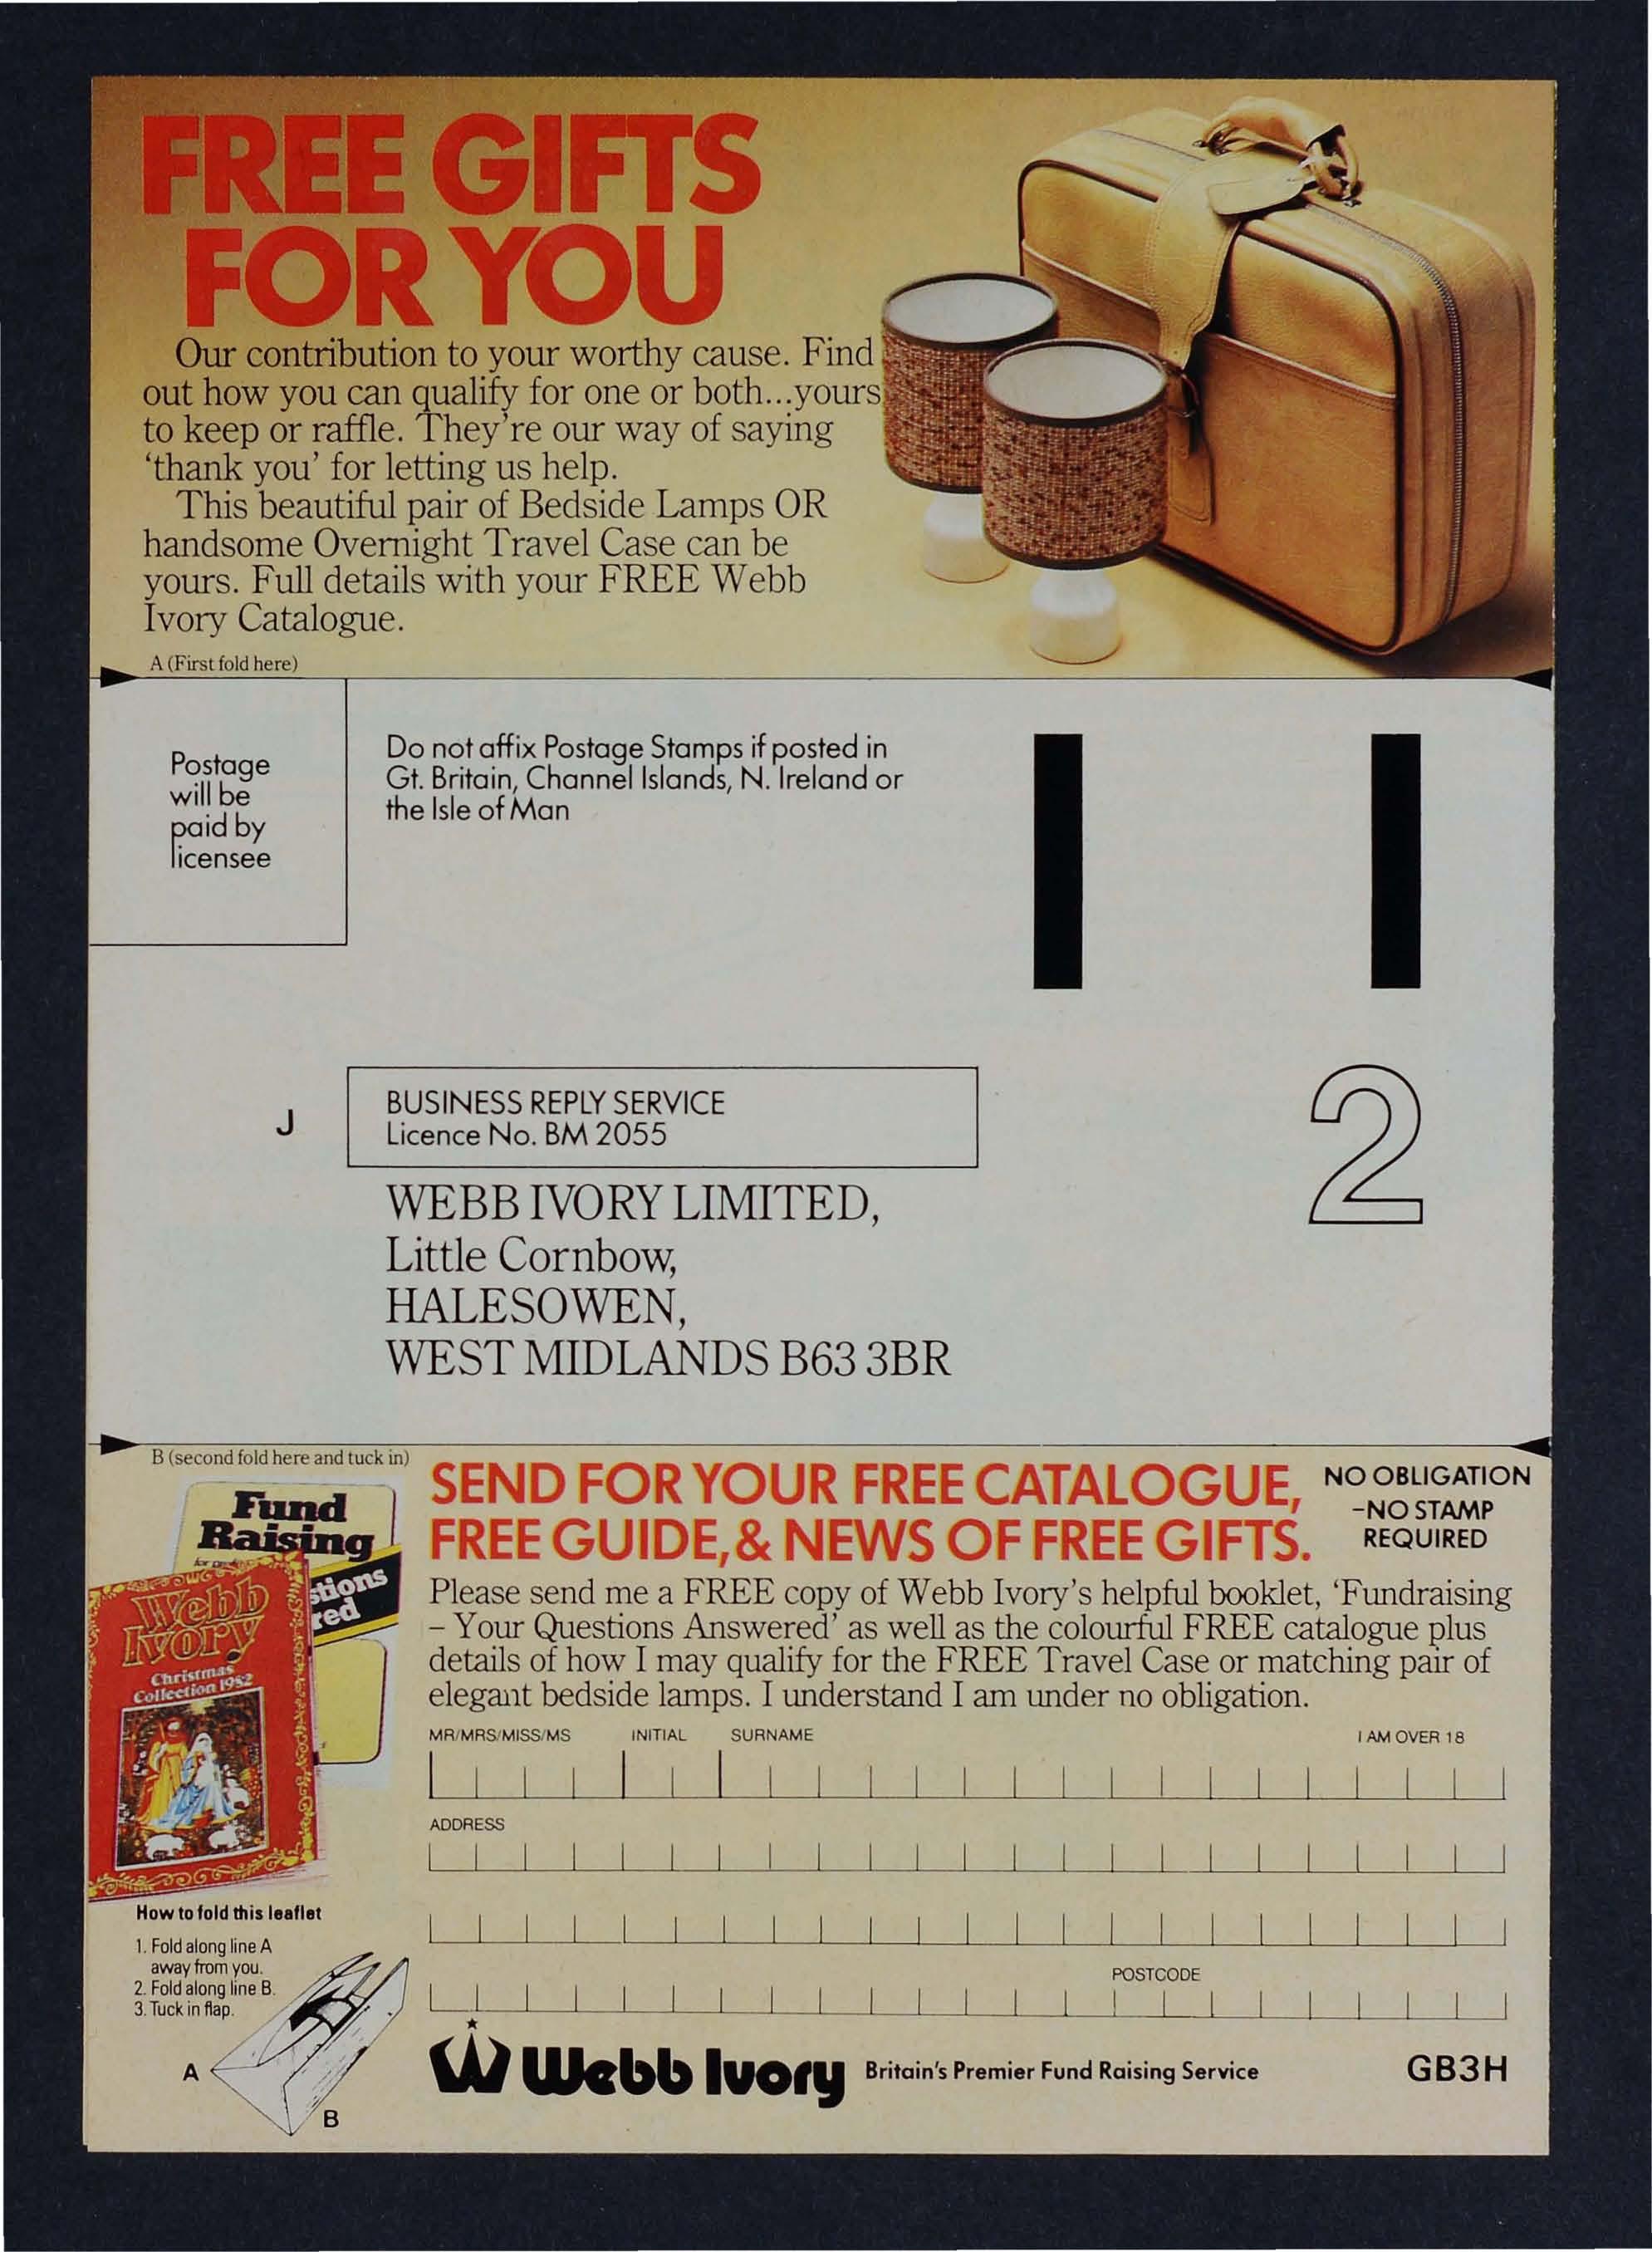 FREE GIFTS
FOR YOU
Our contribution to your worthy cause. Find
out how you can qualify for one or both...yours
to keep or raffle. They're our way of saying
'thank you' for letting us help.
This beautiful pair of Bedside Lamps OR
handsome Overnight Travel Case can be
yours. Full details with your FREE Webb
Ivory Catalogue.
A (First fold here)
Postage
will be
paid by
licensee
Do not affix Postage Stamps if posted in
Gt. Britain, Channel Islands, N. Ireland or
the Isle of Man
J
BUSINESS REPLY SERVICE
Licence No. BM 2055
2
WEBB IVORY LIMITED,
Little Cornbow,
HALESOWEN,
WEST MIDLANDS B63 3BR
B (second fold here and tuck in)
SEND FOR YOUR FREE CATALOGUE,
FREE GUIDE, & NEWS OF FREE GIFTS.
NO OBLIGATION
-NO STAMP
REQUIRED
Fund
Raising
stions
red
Webb
Ivory
Christmas
Collection 1982
Please send me a FREE copy of Webb Ivory's helpful booklet, 'Fundraising
– Your Questions Answered' as well as the colourful FREE catalogue plus
details of how I may qualify for the FREE Travel Case or matching pair of
elegant bedside lamps. I understand I am under no obligation.
MR/MRS/MISS/MS INITIAL SURNAME I AM OVER 18
ADDRESS
POSTCODE
How to fold this leaflet
1. Fold along line A
away from you.
2. Fold along line B.
3. Tuck in flap.
A
B
Webb Ivory Britain's Premier Fund Raising Service GB3H